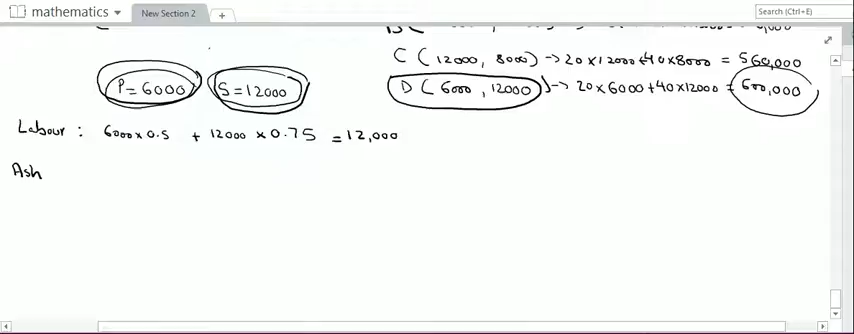 mathematics
New Section 2
Search (Ctrl+E)
C (12000, 8000) → 20×12000+40×8000 = 560,000
P = 6000 S = 12000 D (6000, 12000) → 20×6000+40×12000 = 600,000
Labour : 6000×0.5 + 12000 × 0.75 = 12,000
Ash